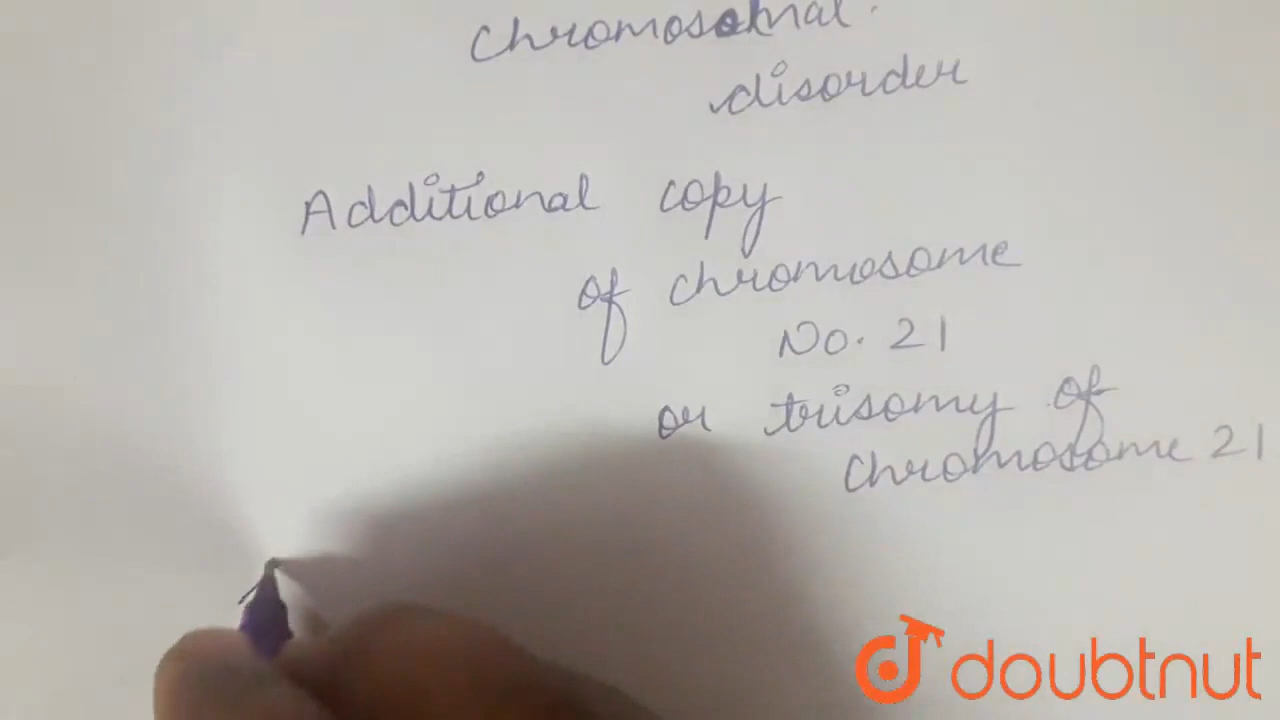 Chromosomal
disorder
Additional copy
of chromosome
No. 21
or trisomy of
Chromosome 21
doubtnut